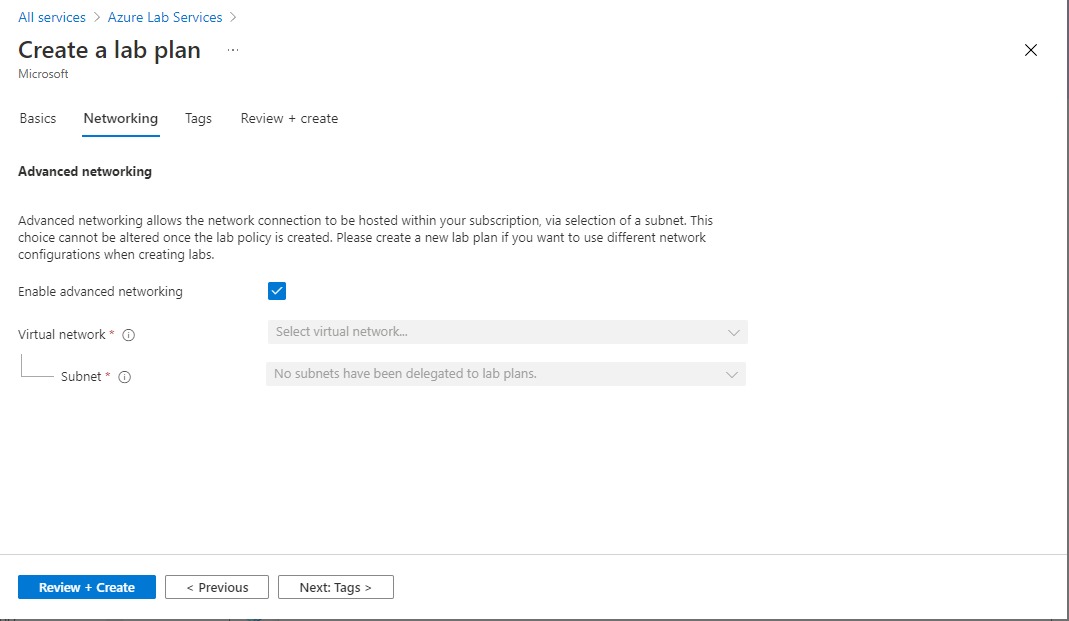 All services > Azure Lab Services >
Create a lab plan ...
Microsoft
Basics Networking Tags Review + create
Advanced networking
Advanced networking allows the network connection to be hosted within your subscription, via selection of a subnet. This
choice cannot be altered once the lab policy is created. Please create a new lab plan if you want to use different network
configurations when creating labs.
Enable advanced networking
Virtual network * Select virtual network...
Subnet * No subnets have been delegated to lab plans.
Review + Create < Previous Next: Tags >